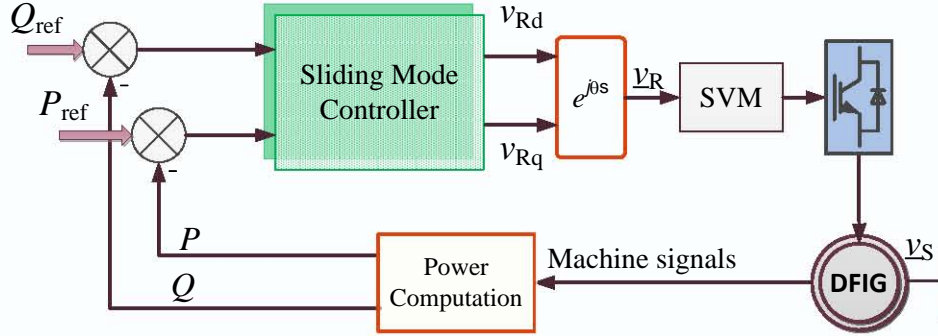 Q_ref
v_Rd
Sliding Mode
Controller
e^jθs
v_R
SVM
P_ref
-
-
v_Rq
P
Q
Power
Computation
Machine signals
DFIG
v_S